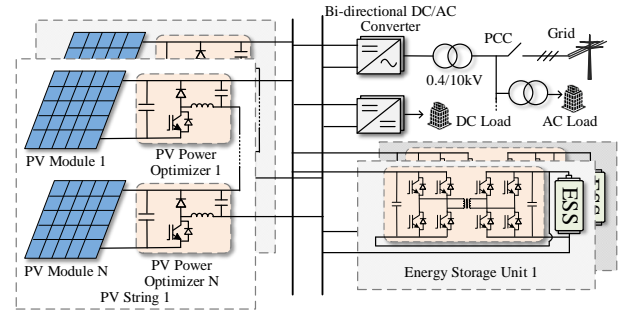 Bi-directional DC/AC
Converter
PCC
Grid
0.4/10kV
DC Load
AC Load
PV Module 1
PV Power
Optimizer 1
PV Module N
PV Power
Optimizer N
PV String 1
ESS
ESS
Energy Storage Unit 1